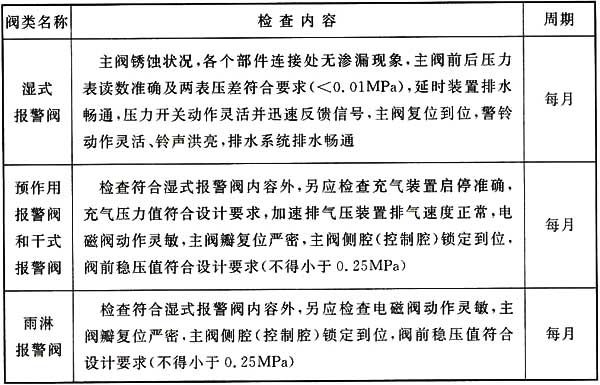 阀类名称 检查内容 周期
湿式
报警阀
主阀锈蚀状况,各个部件连接处无渗漏现象,主阀前后压力
表读数准确及两表压差符合要求(<0.01MPa),延时装置排水
畅通,压力开关动作灵活并迅速反馈信号,主阀复位到位,警铃
动作灵活、铃声洪亮,排水系统排水畅通
每月
预作用
报警阀
和干式
报警阀
检查符合湿式报警阀内容外,另应检查充气装置启停准确,
充气压力值符合设计要求,加速排气压装置排气速度正常,电
磁阀动作灵敏,主阀瓣复位严密,主阀侧腔(控制腔)锁定到位,
阀前稳压值符合设计要求(不得小于0.25MPa)
每月
雨淋
报警阀
检查符合湿式报警阀内容外,另应检查电磁阀动作灵敏,主
阀瓣复位严密,主阀侧腔(控制腔)锁定到位,阀前稳压值符合
设计要求(不得小于0.25MPa)
每月